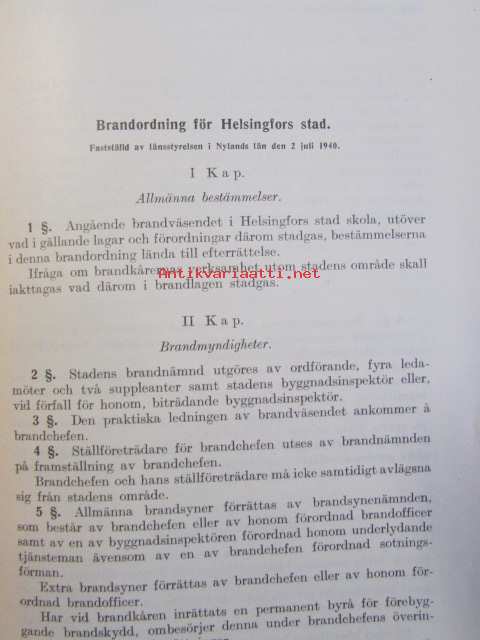 Brandordning för Helsingfors stad.
Fastställd av länsstyrelsen i Nylands län den 2 juli 1940.
I Kap.
Allmänna bestämmelser.
1 §. Angående brandväsendet i Helsingfors stad skola, utöver
vad i gällande lagar och förordningar därom stadgas, bestämmelserna
i denna brandordning lända till efterrättelse.
Ifråga om brandkårernas verksamhet utom stadens område skall
iakttagas vad därom i brandlagen stadgas.
Antikvariaatti.net
II Kap.
Brandmyndigheter.
2 §. Stadens brandnämnd utgöres av ordförande, fyra leda-
möter och två suppleanter samt stadens byggnadsinspektör eller,
vid förfall för honom, biträdande byggnadsinspektör.
3 §. Den praktiska ledningen av brandväsendet ankommer å
brandchefen.
4 §. Ställföreträdare för brandchefen utses av brandnämnden
på framställning av brandchefen.
Brandchefen och hans ställföreträdare må icke samtidigt avlägsna
sig från stadens område.
5 §. Allmänna brandsyner förrättas av brandsynenämnden,
som består av brandchefen eller av honom förordnad brandofficer
samt av en av byggnadsinspektören förordnad honom underlydande
tjänsteman ävensom av en av brandchefen förordnad sotnings-
förman.
Extra brandsyner förrättas av brandchefen eller av honom för-
ordnad brandofficer.
Har vid brandkåren inrättats en permanent byrå för förebyg-
gande brandskydd, ombesörjer denna under brandchefens överin-